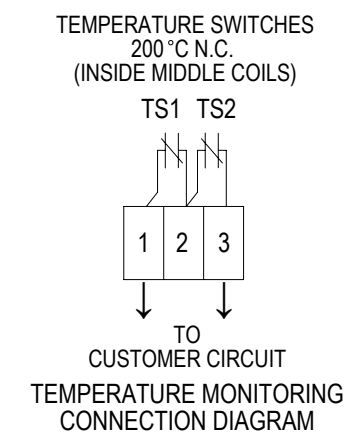 TEMPERATURE SWITCHES
200 °C N.C.
(INSIDE MIDDLE COILS)
TS1 TS2
1 2 3
TO
CUSTOMER CIRCUIT
TEMPERATURE MONITORING
CONNECTION DIAGRAM